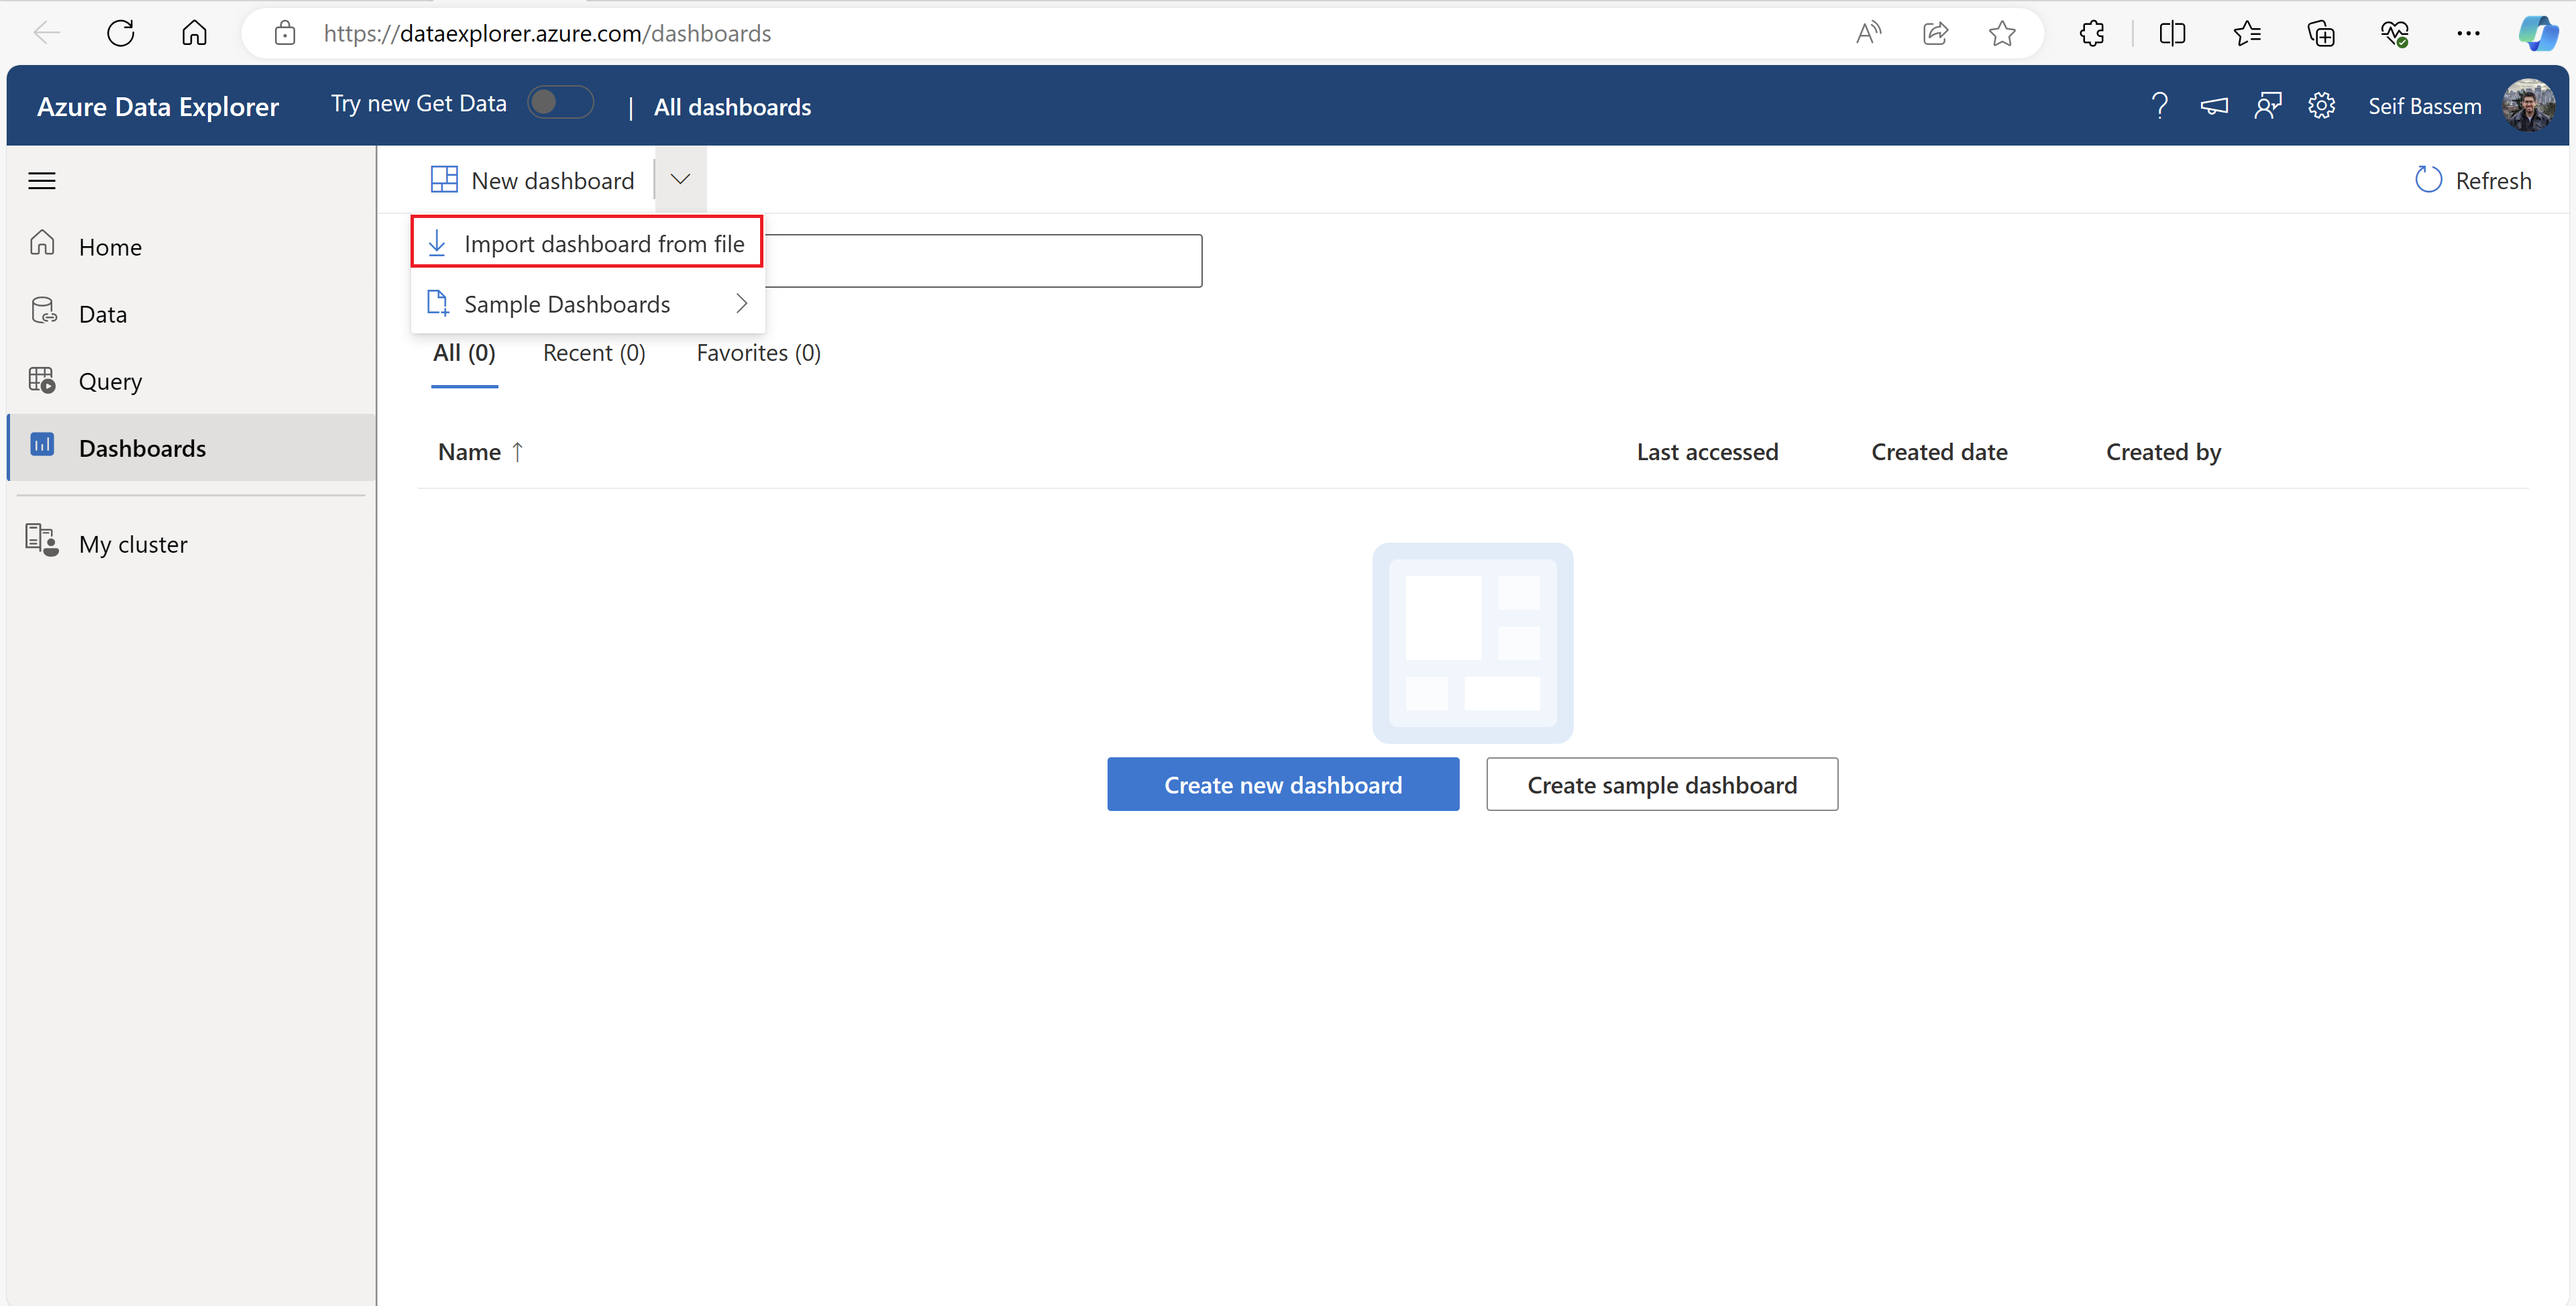 https://dataexplorer.azure.com/dashboards
Azure Data Explorer
Try new Get Data
| All dashboards
Seif Bassem
New dashboard
Refresh
Import dashboard from file
Sample Dashboards
Home
Data
Query
Dashboards
My cluster
All (0)
Recent (0)
Favorites (0)
Name ↑
Last accessed
Created date
Created by
Create new dashboard
Create sample dashboard